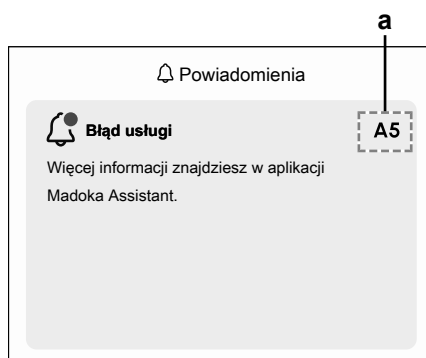 a
Powiadomienia
Błąd usługi
A5
Więcej informacji znajdziesz w aplikacji
Madoka Assistant.